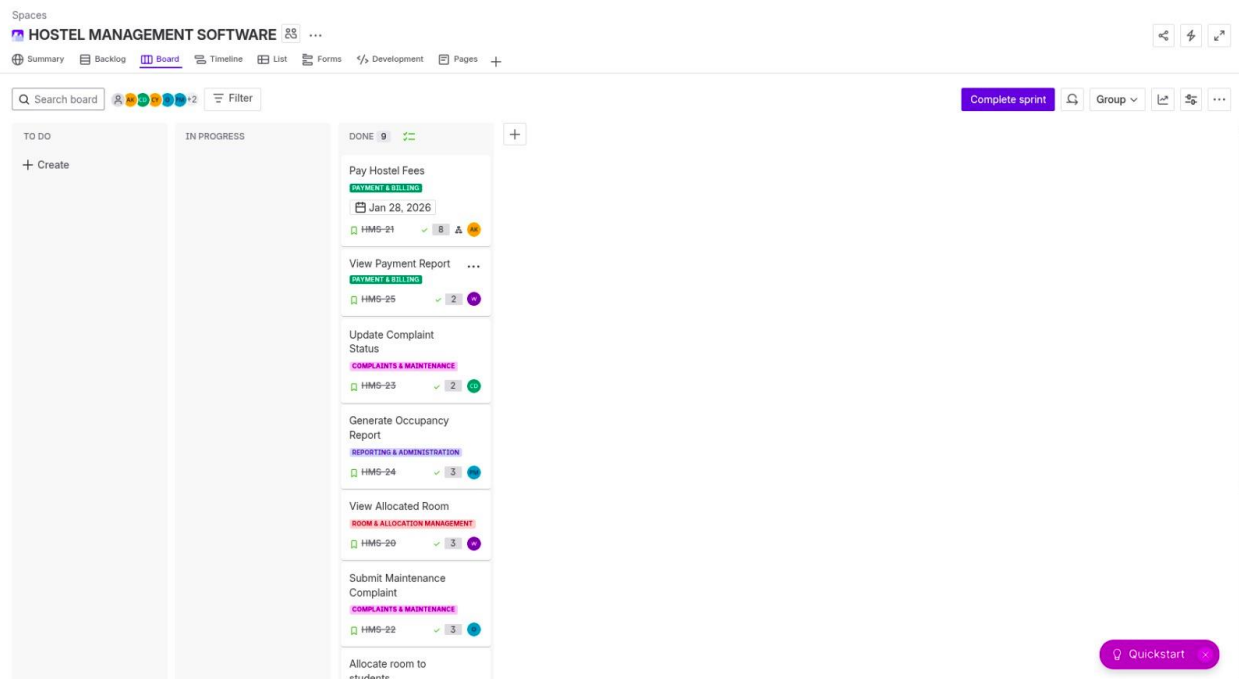 Spaces
HOSTEL MANAGEMENT SOFTWARE
Summary Backlog Board Timeline List Forms Development Pages
Search board AK CD CY +2 Filter Complete sprint Group
TO DO
Create
IN PROGRESS
DONE 9
Pay Hostel Fees
PAYMENT & BILLING
Jan 28, 2026
HMS-21 8 AK
View Payment Report
PAYMENT & BILLING
HMS-25 2 W
Update Complaint
Status
COMPLAINTS & MAINTENANCE
HMS-23 2 CD
Generate Occupancy
Report
REPORTING & ADMINISTRATION
HMS-24 3
View Allocated Room
ROOM & ALLOCATION MANAGEMENT
HMS-20 3 W
Submit Maintenance
Complaint
COMPLAINTS & MAINTENANCE
HMS-22 3
Allocate room to
students
Quickstart